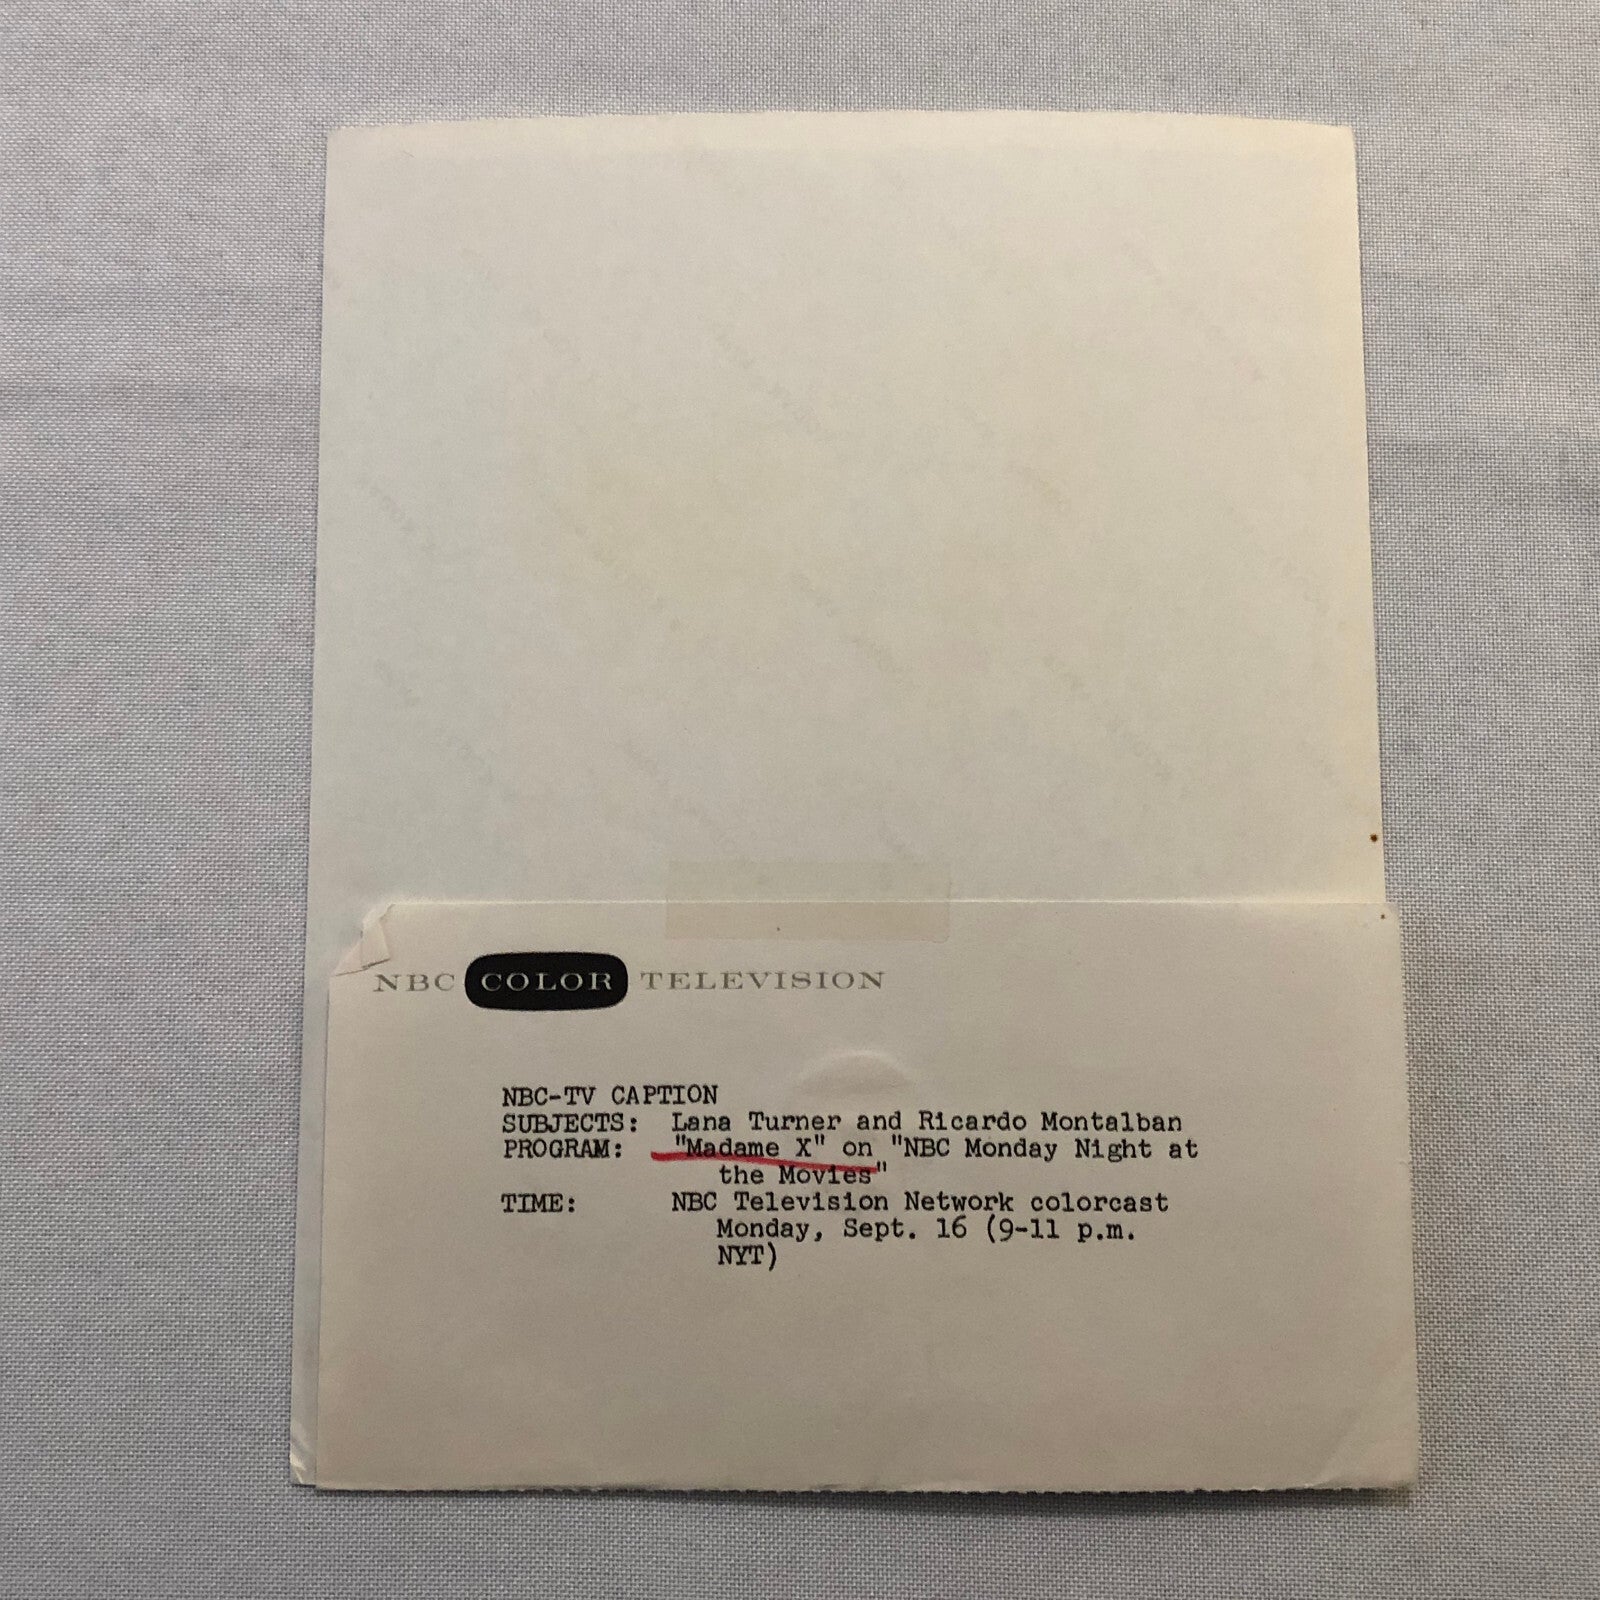 NBC COLOR TELEVISION
NBC-TV CAPTION
SUBJECTS: Lana Turner and Ricardo Montalban
PROGRAM: "Madame X" on "NBC Monday Night at
the Movies"
TIME: NBC Television Network colorcast
Monday, Sept. 16 (9-11 p.m.
NYT)